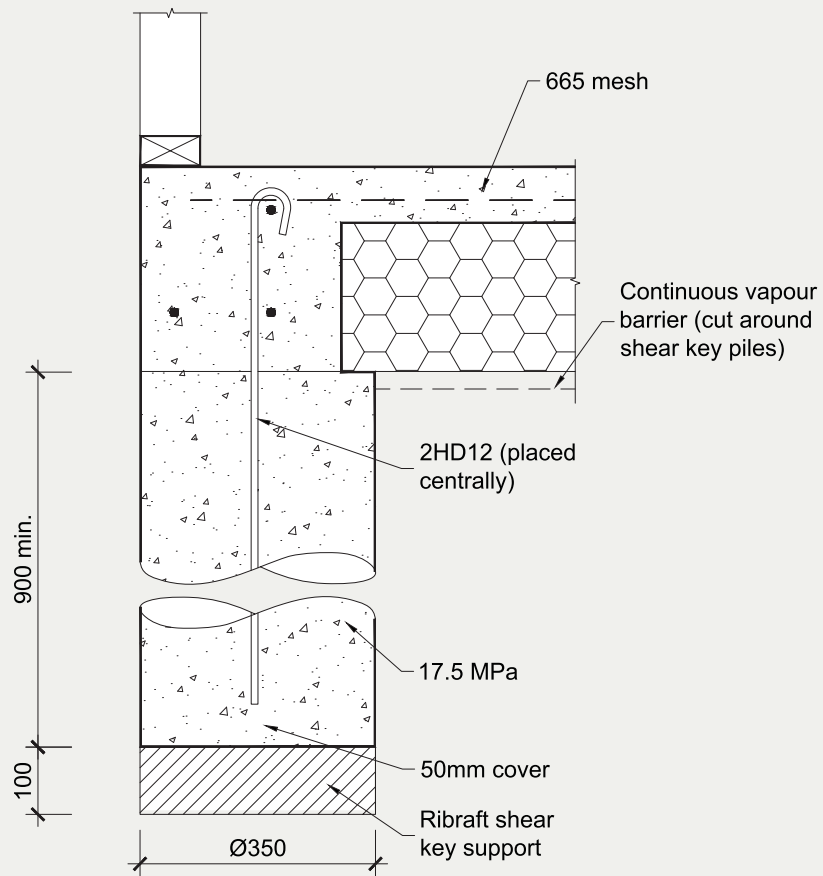 665 mesh
Continuous vapour
barrier (cut around
shear key piles)
2HD12 (placed
centrally)
900 min.
17.5 MPa
50mm cover
100
Ribraft shear
key support
Ø350